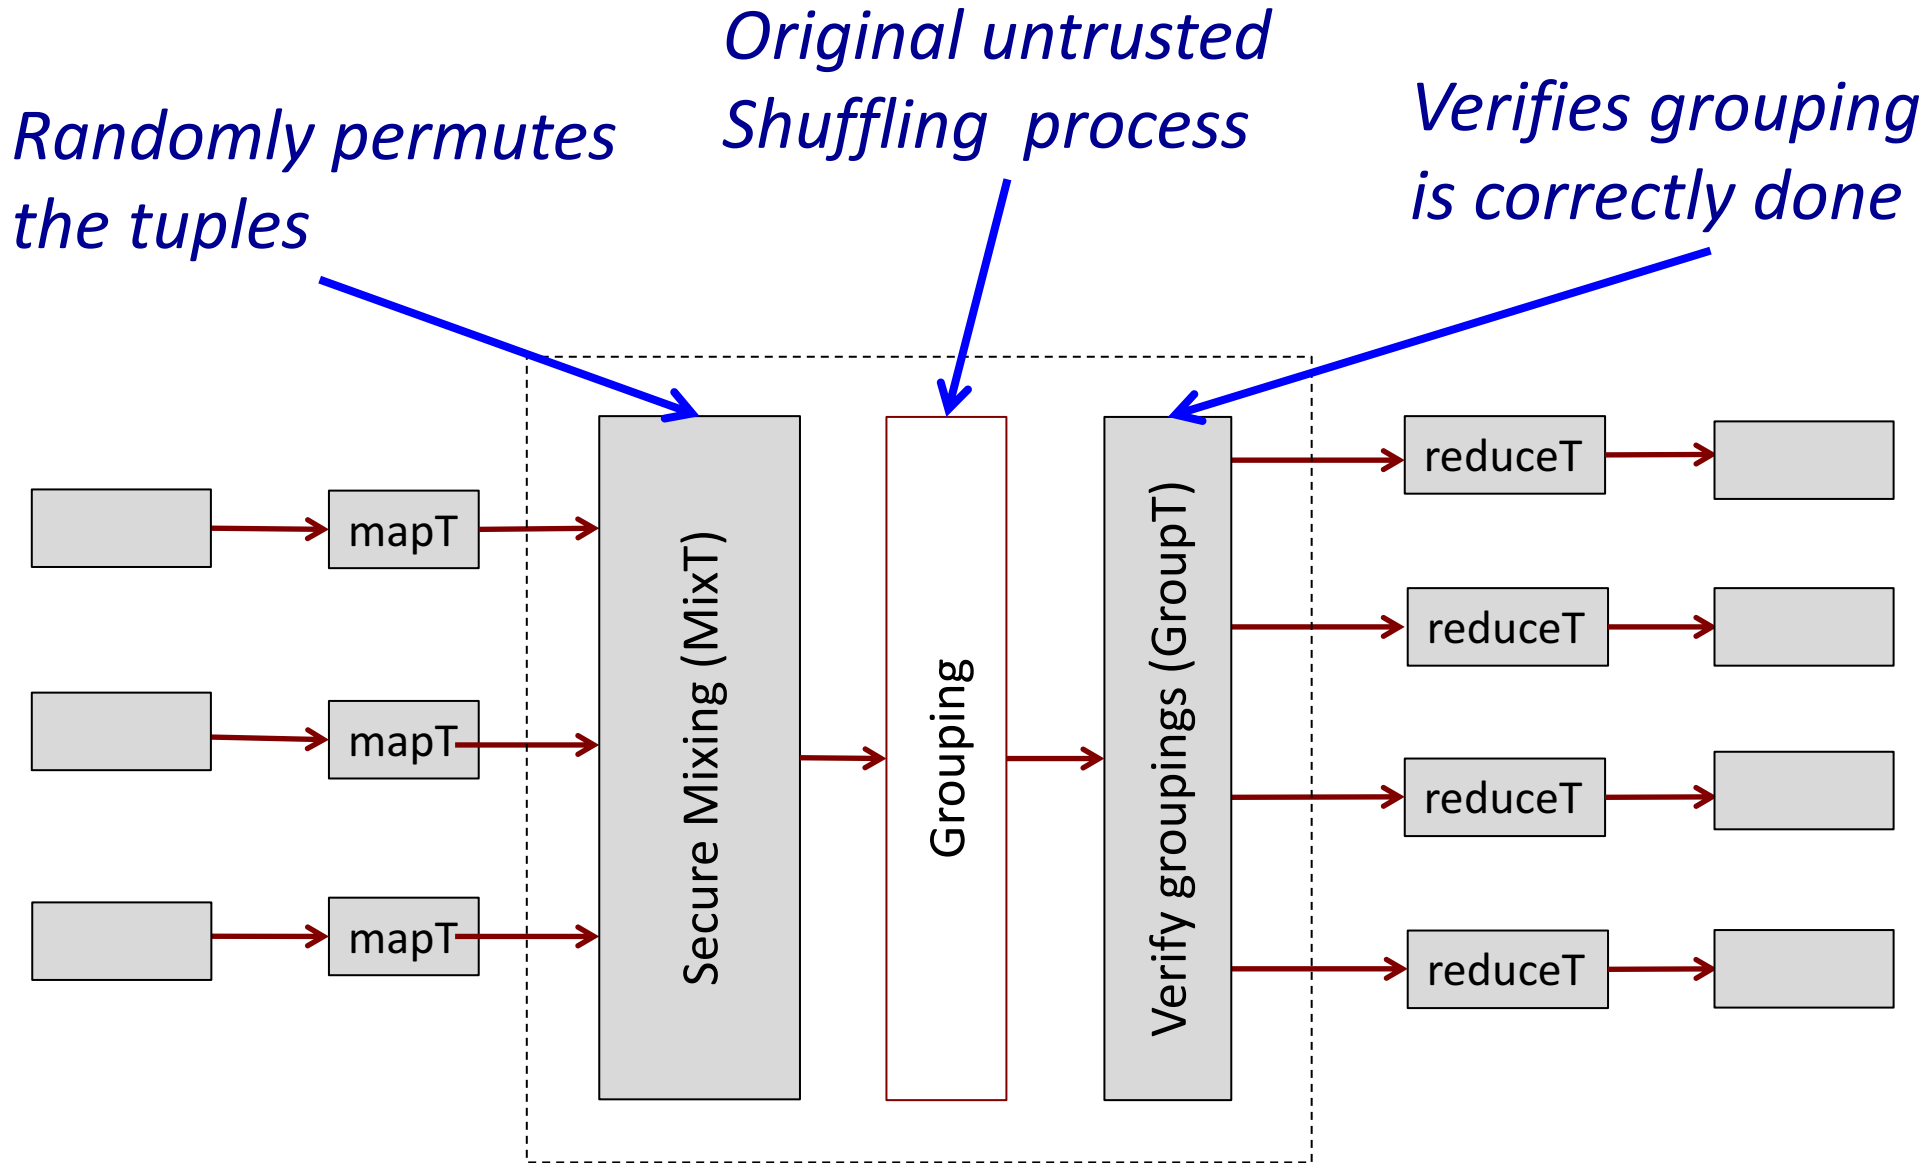 Original untrusted
Shuffling process
Randomly permutes
the tuples
Verifies grouping
is correctly done
mapT
mapT
mapT
Secure Mixing (MixT)
Grouping
Verify groupings (GroupT)
reduceT
reduceT
reduceT
reduceT